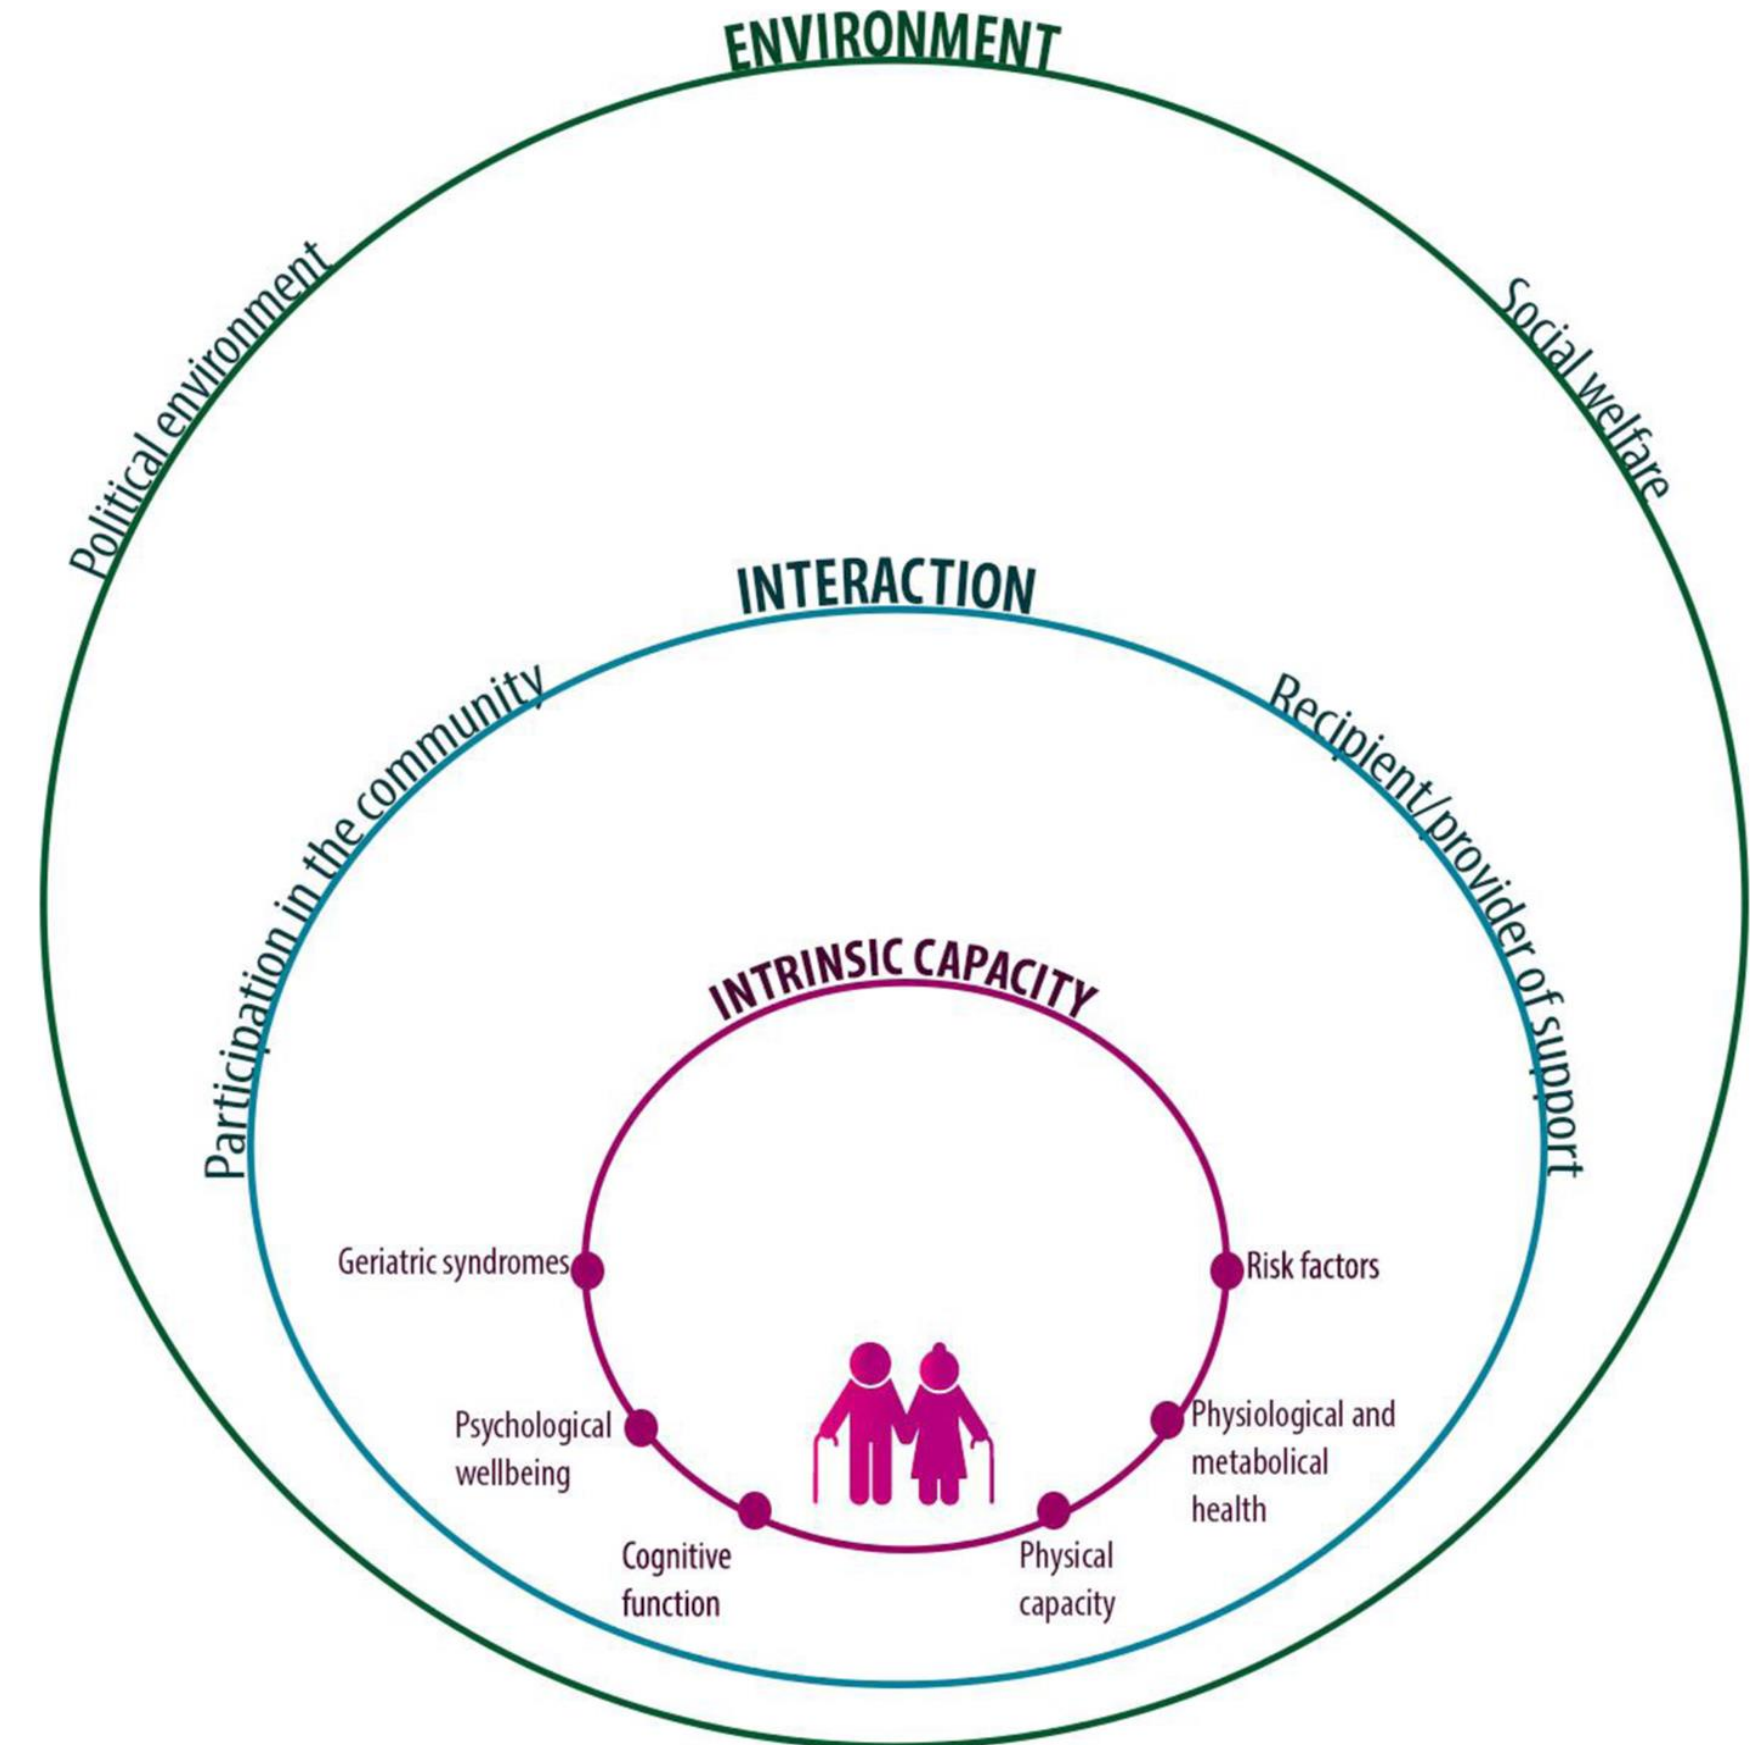 ENVIRONMENT
Political environment
Social welfare
INTERACTION
Participation in the community
Recipient/provider of support
INTRINSIC CAPACITY
Geriatric syndromes
Risk factors
Psychological
wellbeing
Physiological and
metabolical
health
Cognitive
function
Physical
capacity